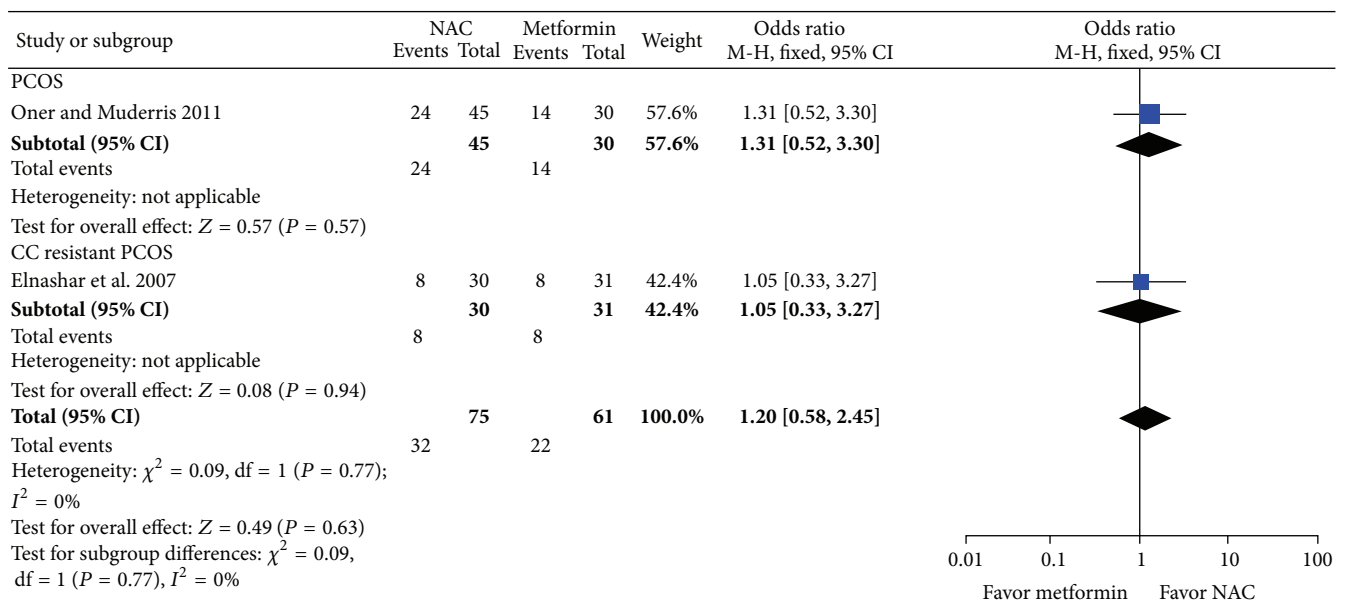 Study or subgroup NAC Metformin Weight Odds ratio Odds ratio
Events Total Events Total M-H, fixed, 95% CI M-H, fixed, 95% CI
PCOS
Oner and Muderris 2011 24 45 14 30 57.6% 1.31 [0.52, 3.30]
Subtotal (95% CI) 45 30 57.6% 1.31 [0.52, 3.30]
Total events 24 14
Heterogeneity: not applicable
Test for overall effect: Z = 0.57 (P = 0.57)
CC resistant PCOS
Elnashar et al. 2007 8 30 8 31 42.4% 1.05 [0.33, 3.27]
Subtotal (95% CI) 30 31 42.4% 1.05 [0.33, 3.27]
Total events 8 8
Heterogeneity: not applicable
Test for overall effect: Z = 0.08 (P = 0.94)
Total (95% CI) 75 61 100.0% 1.20 [0.58, 2.45]
Total events 32 22
Heterogeneity: χ² = 0.09, df = 1 (P = 0.77);
I² = 0%
Test for overall effect: Z = 0.49 (P = 0.63)
Test for subgroup differences: χ² = 0.09,
df = 1 (P = 0.77), I² = 0%
0.01 0.1 1 10 100
Favor metformin Favor NAC